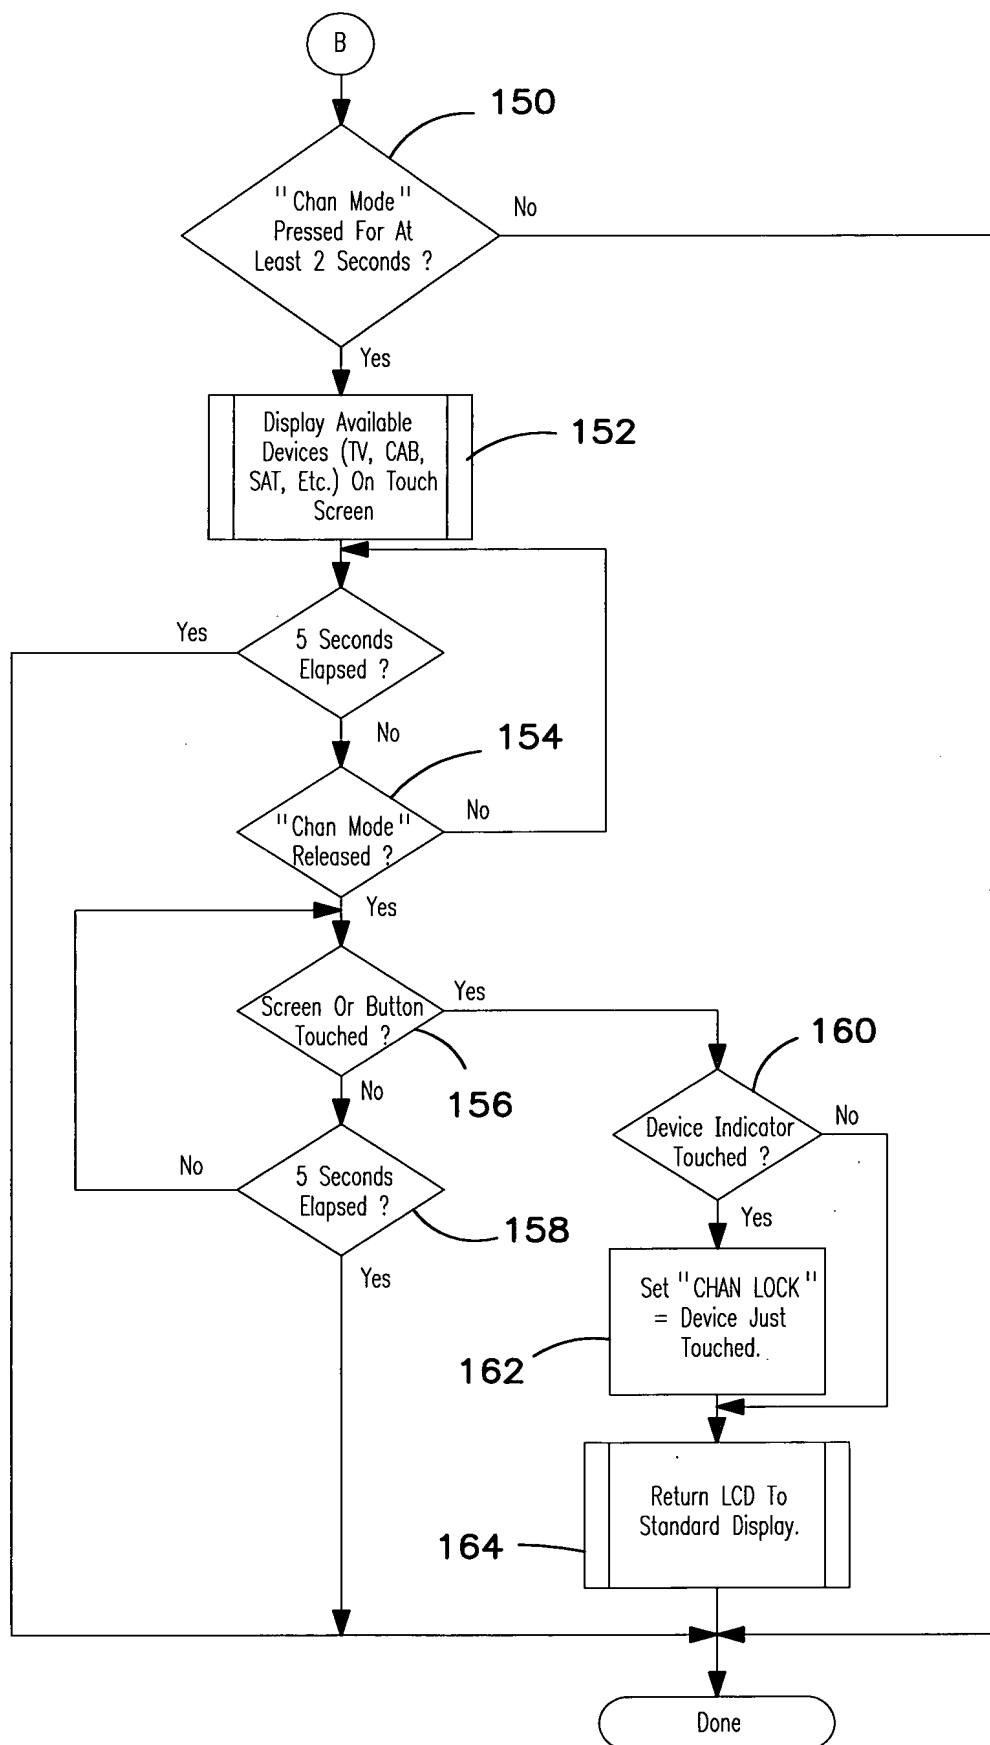 B
150
"Chan Mode"
Pressed For At
Least 2 Seconds ?
No
Yes
Display Available
Devices (TV, CAB,
SAT, Etc.) On Touch
Screen
152
Yes
5 Seconds
Elapsed ?
No
154
"Chan Mode"
Released ?
No
Yes
Screen Or Button
Touched ?
Yes
156
No
160
Device Indicator
Touched ?
No
No
5 Seconds
Elapsed ?
158
Yes
Yes
Set "CHAN LOCK"
= Device Just
Touched.
162
Return LCD To
Standard Display.
164
Done